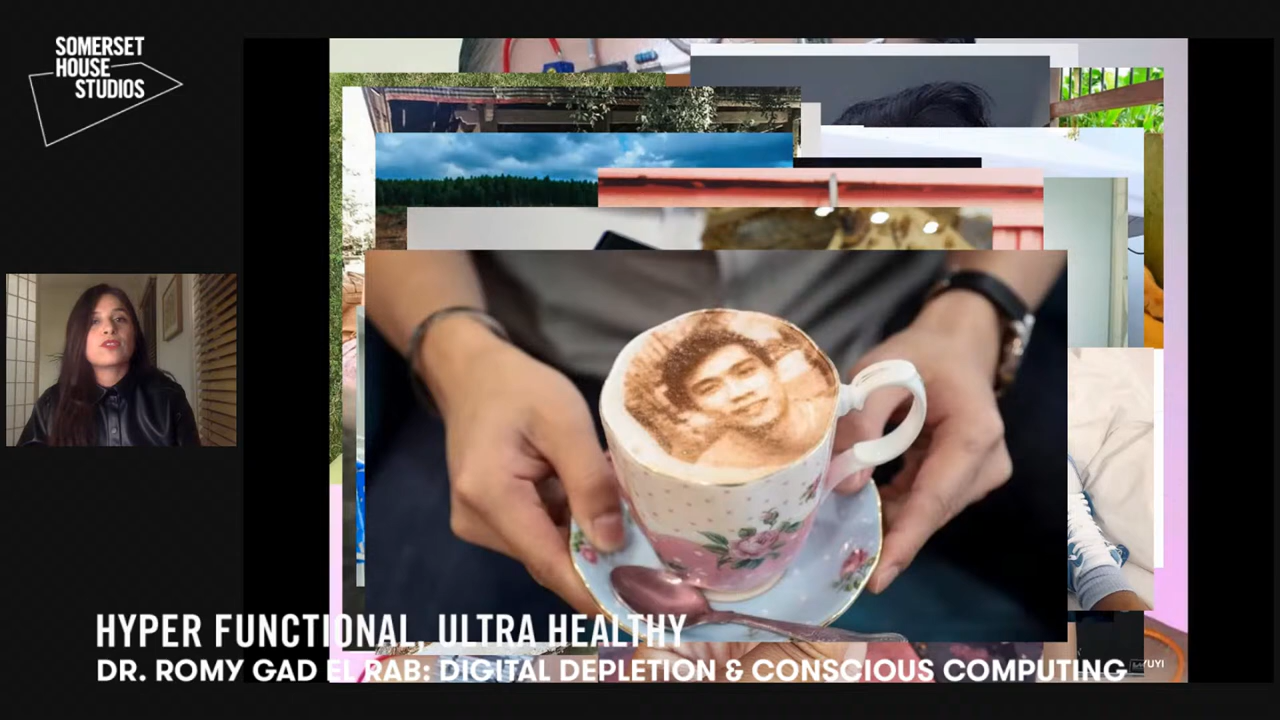 SOMERSET
HOUSE
STUDIOS
HYPER FUNCTIONAL, ULTRA HEALTHY
DR. ROMY GAD EL RAB: DIGITAL DEPLETION & CONSCIOUS COMPUTING